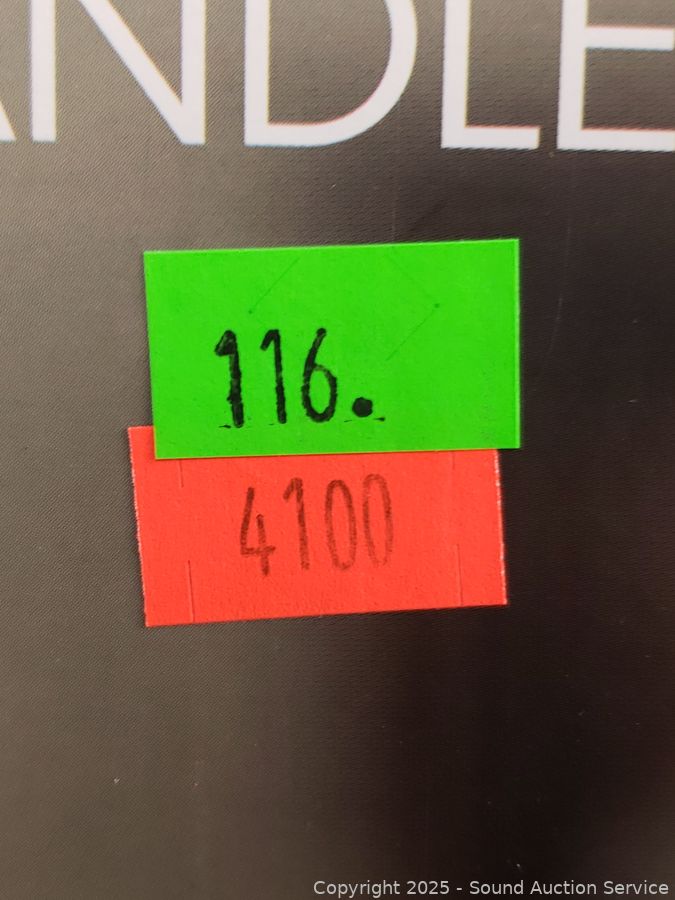 ANDLE
116.
4100
Copyright 2025 - Sound Auction Service